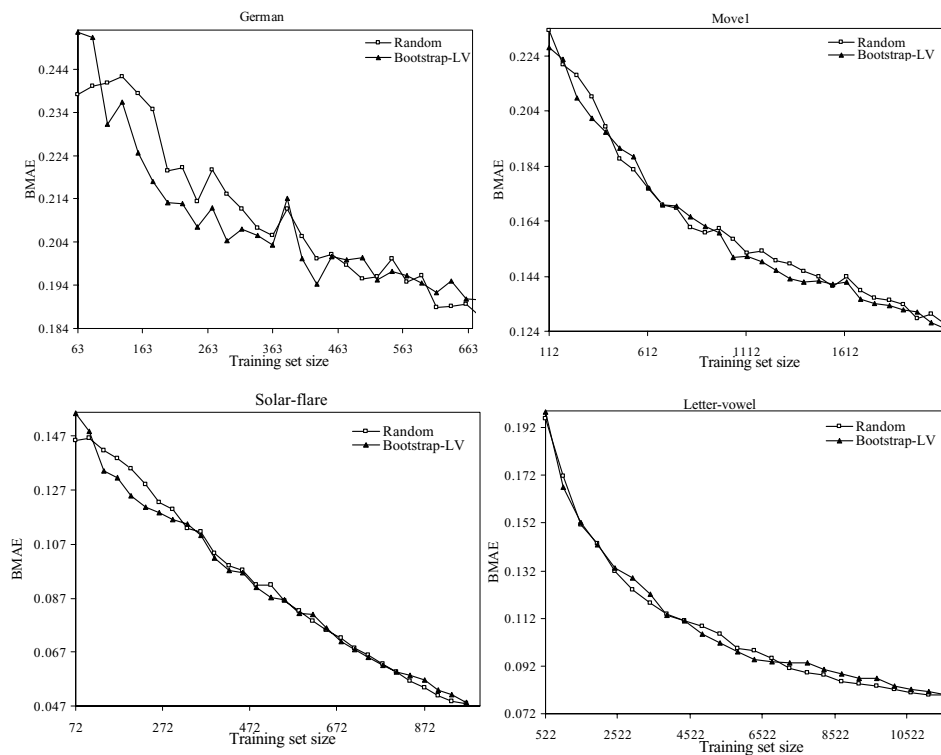 German
Random
Bootstrap-LV
BMAE
0.244
0.234
0.224
0.214
0.204
0.194
0.184
63 163 263 363 463 563 663
Training set size
Move1
Random
Bootstrap-LV
BMAE
0.224
0.204
0.184
0.164
0.144
0.124
112 612 1112 1612
Training set size
Solar-flare
Random
Bootstrap-LV
BMAE
0.147
0.127
0.107
0.087
0.067
0.047
72 272 472 672 872
Training set size
Letter-vowel
Random
Bootstrap-LV
BMAE
0.192
0.172
0.152
0.132
0.112
0.092
0.072
522 2522 4522 6522 8522 10522
Training set size